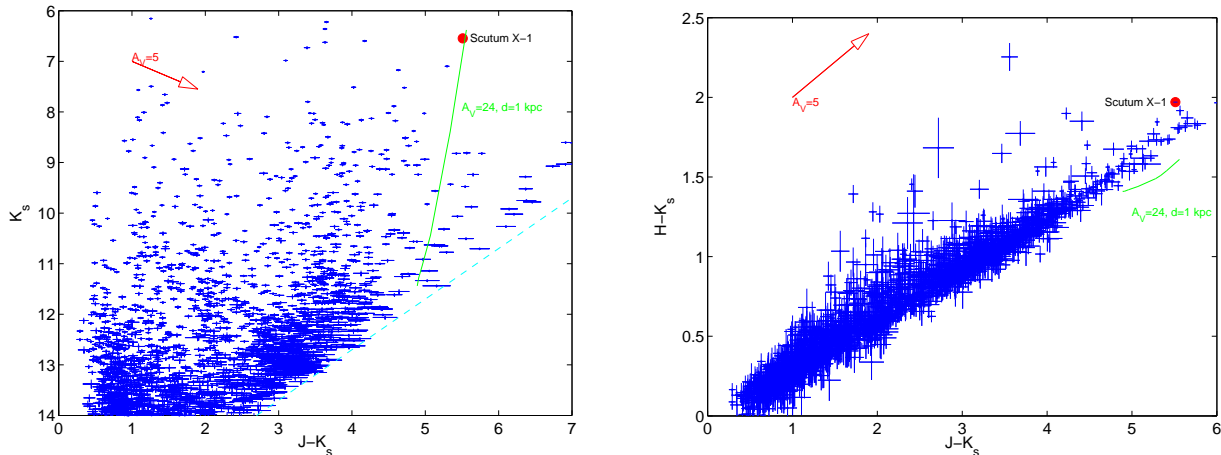 6
7
8
9
10
11
12
13
14
K_s
0 1 2 3 4 5 6 7
J−K_s
A_V=5
Scutum X−1
A_V=24, d=1 kpc
2.5
2
1.5
1
0.5
0
H−K_s
0 1 2 3 4 5 6
J−K_s
A_V=5
Scutum X−1
A_V=24, d=1 kpc